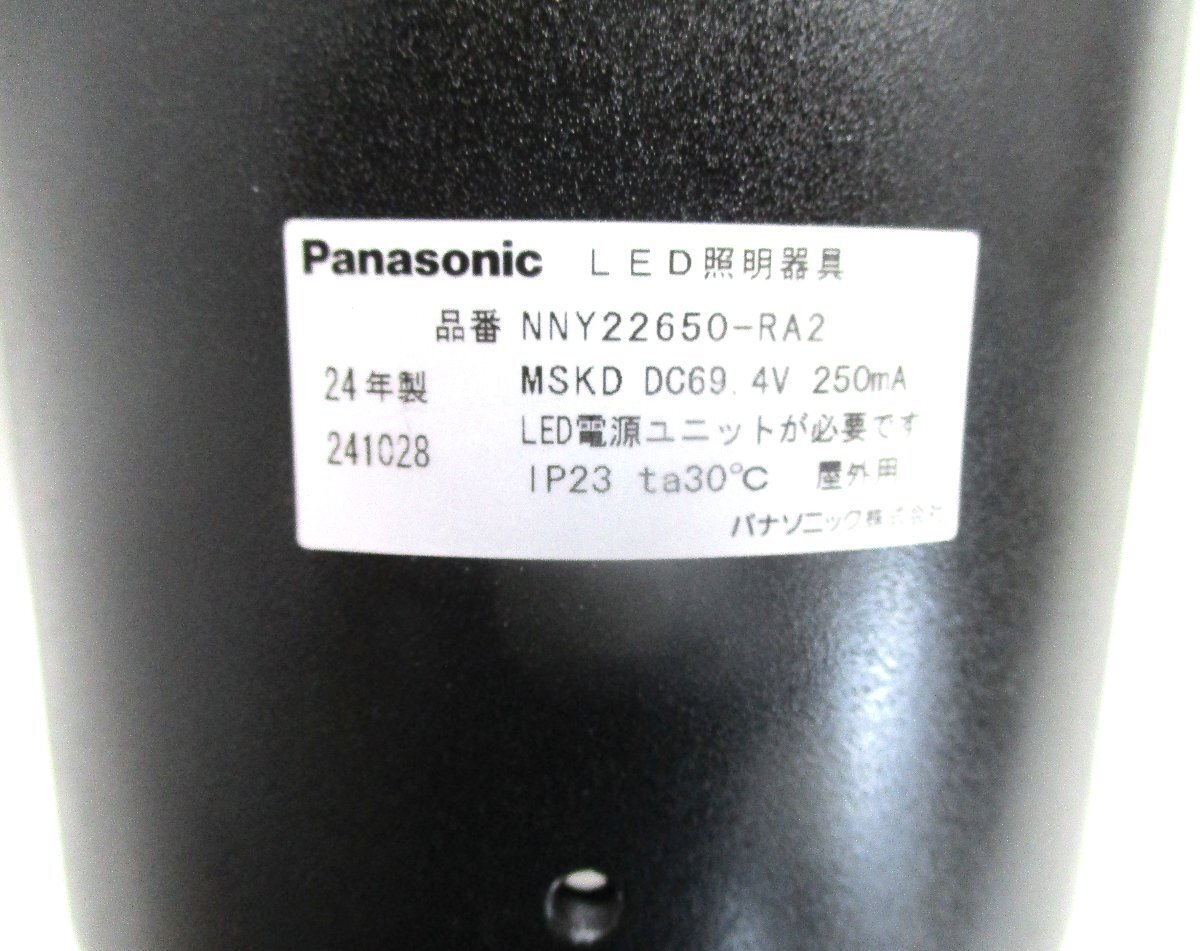 Panasonic LED照明器具
品番 NNY22650-RA2
24年製 MSKD DC69.4V 250mA
LED電源ユニットが必要です
241028
IP23 ta30℃ 屋外用
パナソニック株式会社